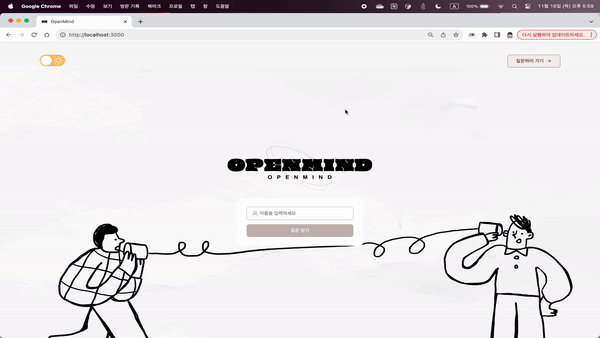 Google Chrome 파일 수정 보기 방문 기록 북마크 프로필 탭 창 도움말
100%
11월 16일 (목) 오후 5:59
OpenMind
http://localhost:3000
다시 실행하여 업데이트하세요.
질문하러 가기 →
OPENMIND
OPENMIND
이름을 입력하세요
질문 받기